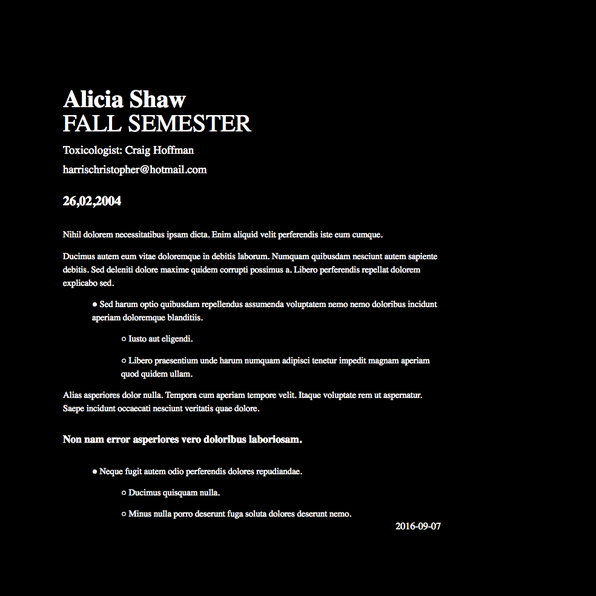 Alicia Shaw
FALL SEMESTER
Toxicologist: Craig Hoffman
harrischristopher@hotmail.com
26,02,2004
Nihil dolorem necessitatibus ipsam dicta. Enim aliquid velit perferendis iste eum cumque.
Ducimus autem eum vitae doloremque in debitis laborum. Numquam quibusdam nesciunt autem sapiente
debitis. Sed deleniti dolore maxime quidem corrupti possimus a. Libero perferendis repellat dolorem
explicabo sed.
● Sed harum optio quibusdam repellendus assumenda voluptatem nemo nemo doloribus incidunt
aperiam doloremque blanditiis.
○ Iusto aut eligendi.
○ Libero praesentium unde harum numquam adipisci tenetur impedit magnam aperiam
quod quidem ullam.
Alias asperiores dolor nulla. Tempora cum aperiam tempore velit. Itaque voluptate rem ut aspernatur.
Saepe incidunt occaecati nesciunt veritatis quae dolore.
Non nam error asperiores vero doloribus laboriosam.
● Neque fugit autem odio perferendis dolores repudiandae.
○ Ducimus quisquam nulla.
○ Minus nulla porro deserunt fuga soluta dolores deserunt nemo.
2016-09-07